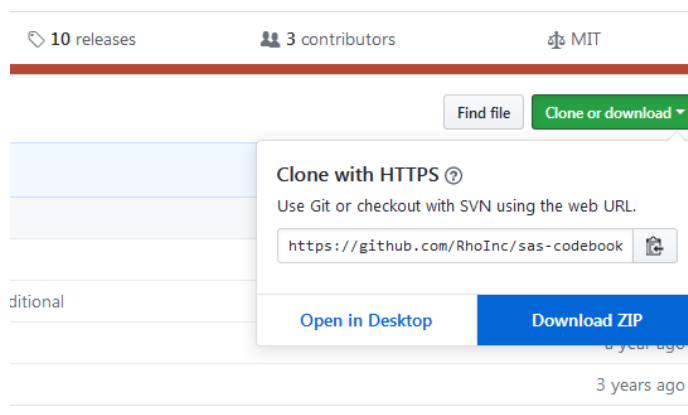 10 releases
3 contributors
MIT
Find file
Clone or download
Clone with HTTPS
Use Git or checkout with SVN using the web URL.
https://github.com/RhoInc/sas-codebook
ditional
Open in Desktop
Download ZIP
a year ago
3 years ago